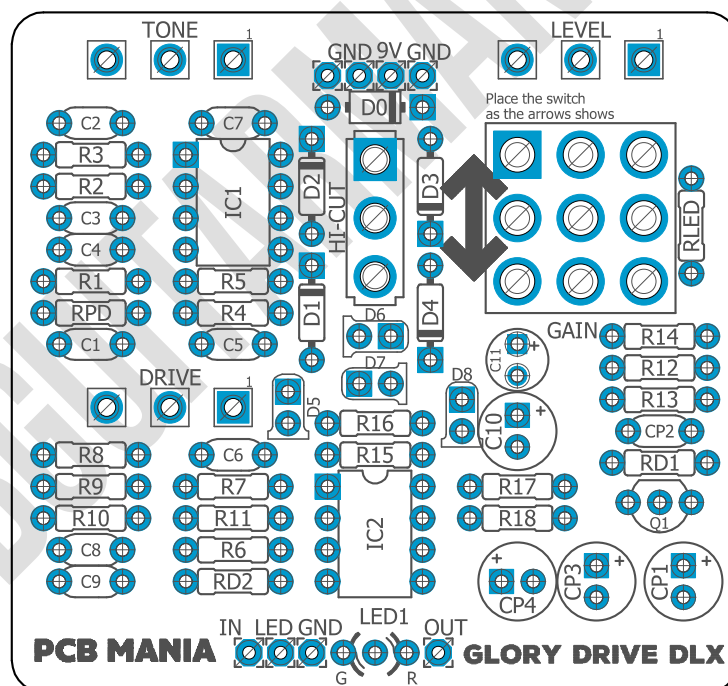 TONE
1
LEVEL
1
GND 9V GND
D0
Place the switch
as the arrows shows
C2
C7
R3
R2
IC1
D2
HI-CUT
D3
RLED
C3
C4
R1
R5
RPD
R4
D1
D4
C1
C5
D6
GAIN
R14
C11
+
R12
D7
D8
R13
DRIVE
1
D5
C10
+
CP2
R16
R8
C6
R15
RD1
R9
R7
R17
R10
R11
IC2
R18
Q1
C8
R6
C9
RD2
CP4
+
CP3
+
CP1
+
IN LED GND
LED1
OUT
G
R
PCB MANIA
GLORY DRIVE DLX